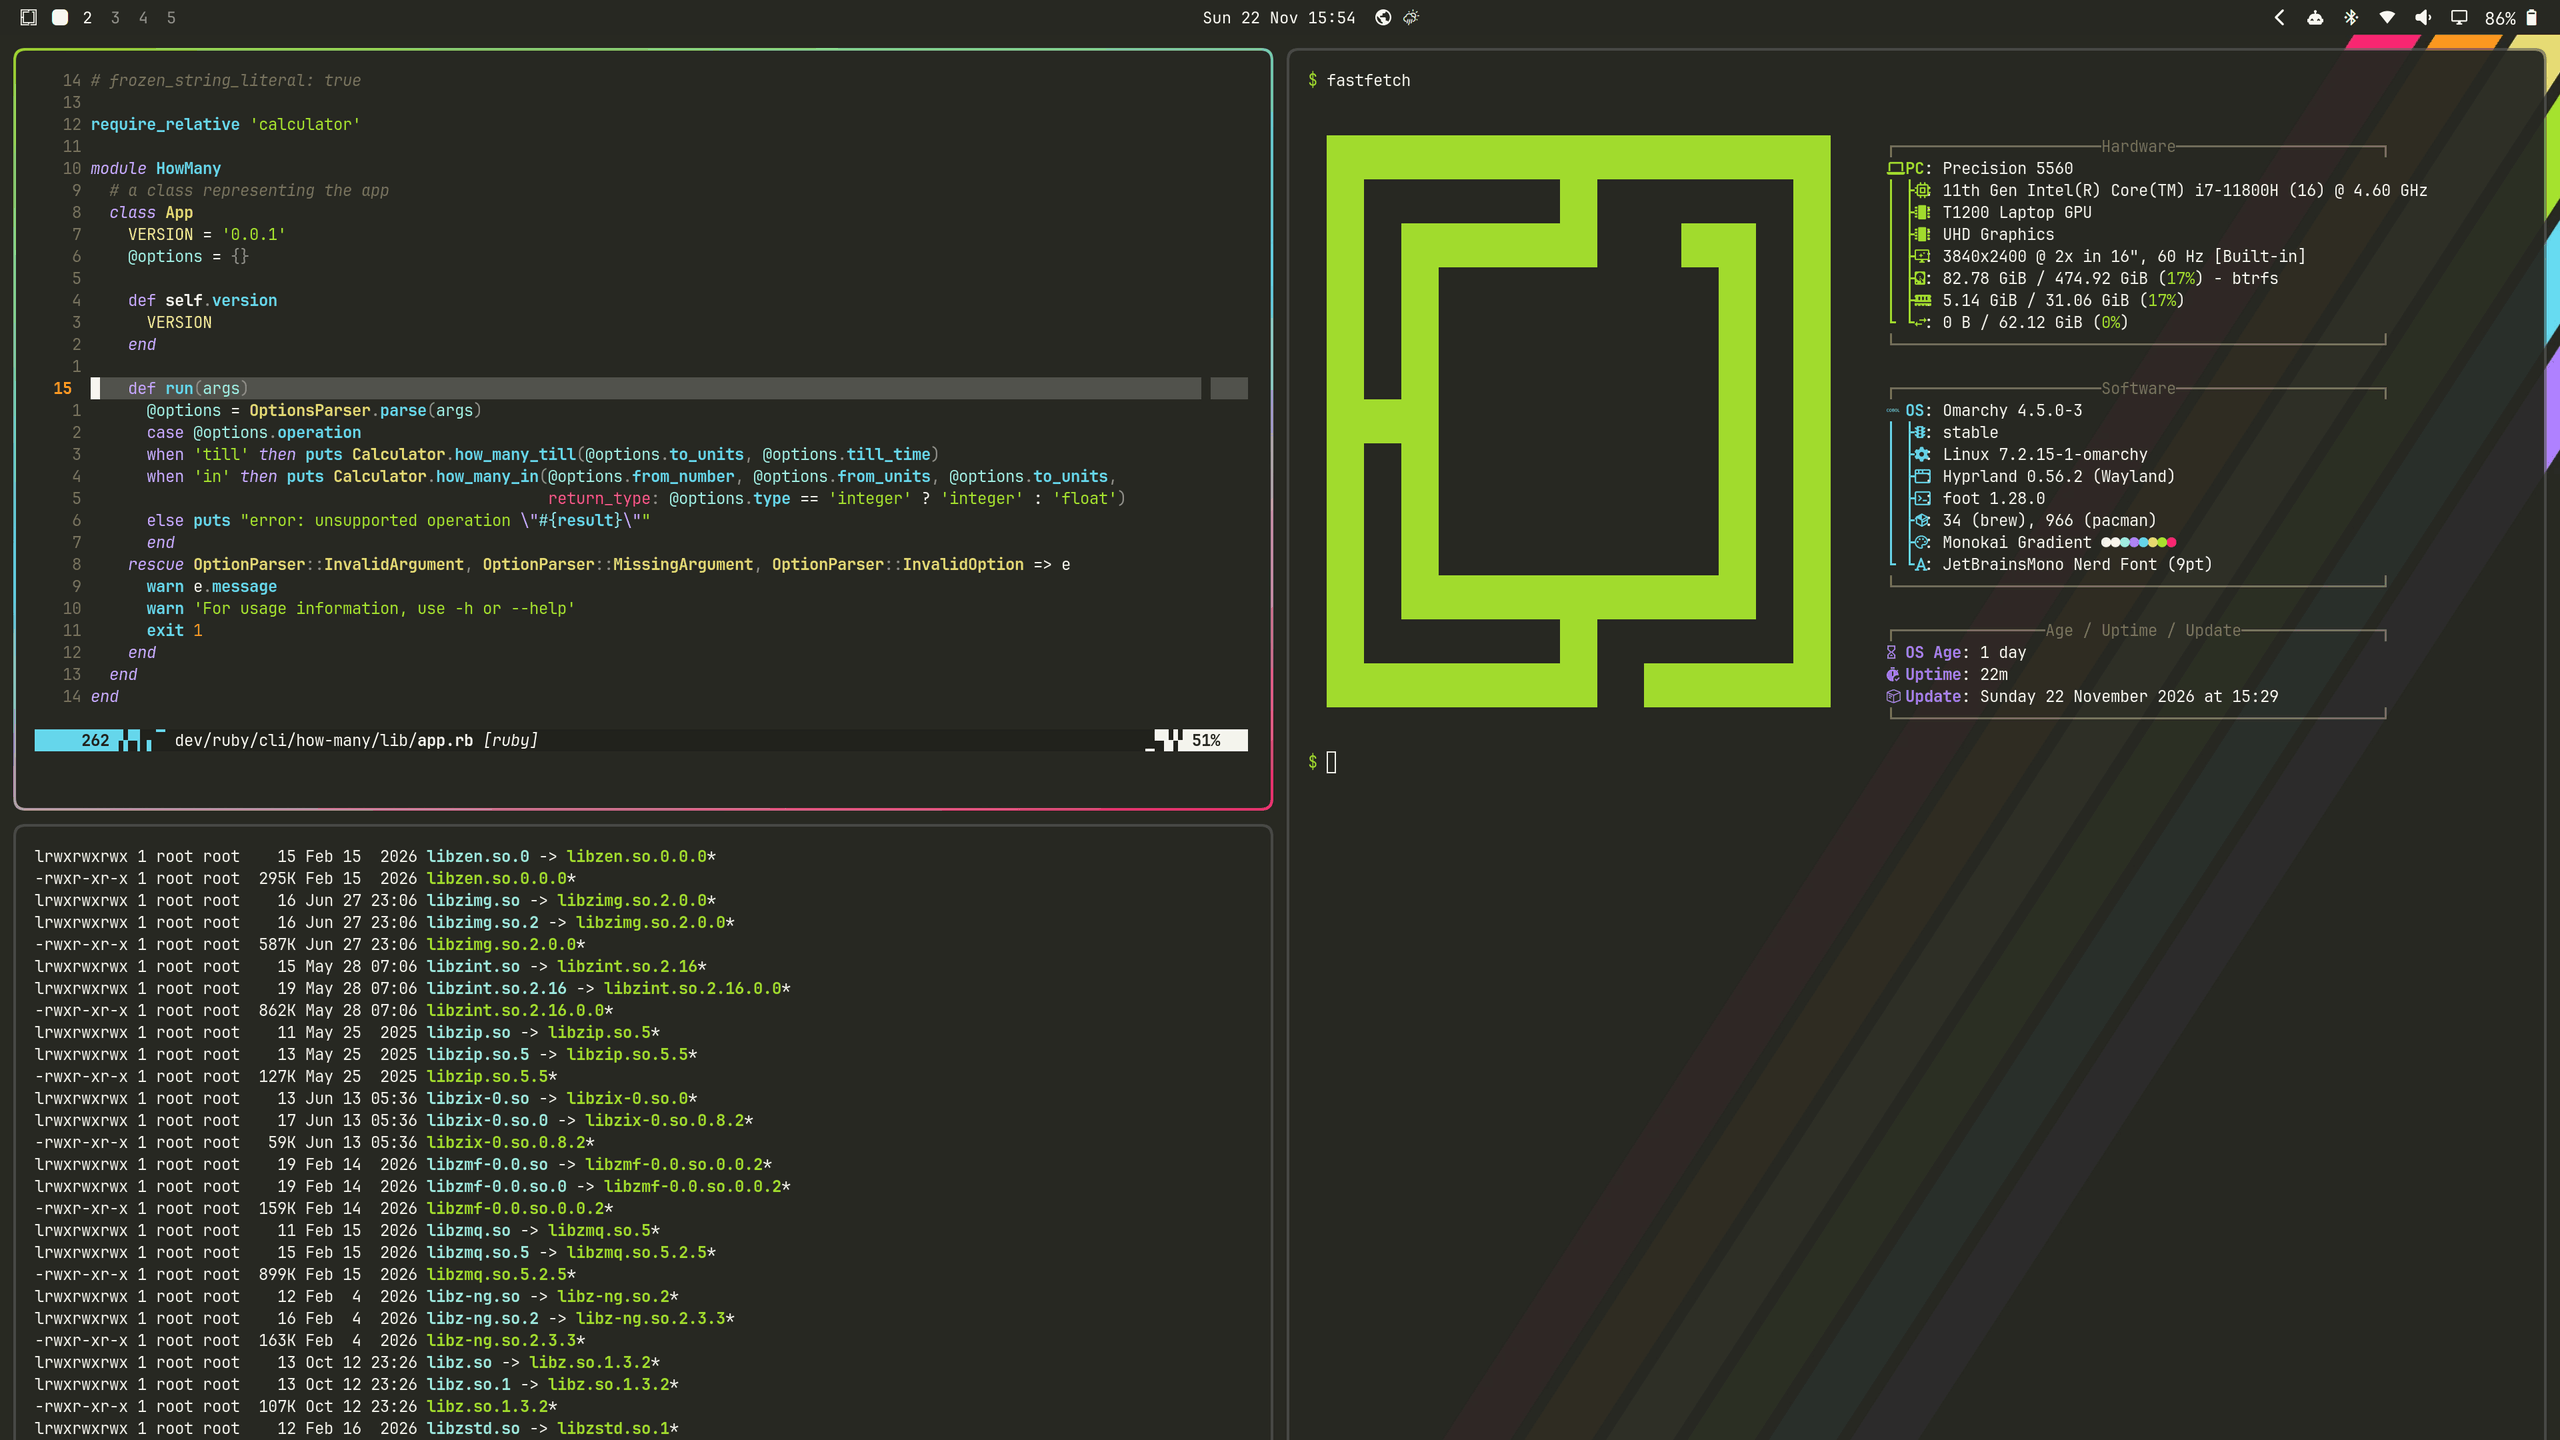 2 3 4 5
Sun 22 Nov 15:54
86%
14 # frozen_string_literal: true
13
12 require_relative 'calculator'
11
10 module HowMany
9 # a class representing the app
8 class App
7 VERSION = '0.0.1'
6 @options = {}
5
4 def self.version
3 VERSION
2 end
1
15 def run(args)
1 @options = OptionsParser.parse(args)
2 case @options.operation
3 when 'till' then puts Calculator.how_many_till(@options.to_units, @options.till_time)
4 when 'in' then puts Calculator.how_many_in(@options.from_number, @options.from_units, @options.to_units,
5 return_type: @options.type == 'integer' ? 'integer' : 'float')
6 else puts "error: unsupported operation \"#{result}\""
7 end
8 rescue OptionParser::InvalidArgument, OptionParser::MissingArgument, OptionParser::InvalidOption => e
9 warn e.message
10 warn 'For usage information, use -h or --help'
11 exit 1
12 end
13 end
14 end
262 dev/ruby/cli/how-many/lib/app.rb [ruby] 51%
lrwxrwxrwx 1 root root 15 Feb 15 2026 libzen.so.0 -> libzen.so.0.0.0*
-rwxr-xr-x 1 root root 295K Feb 15 2026 libzen.so.0.0.0*
lrwxrwxrwx 1 root root 16 Jun 27 23:06 libzimg.so -> libzimg.so.2.0.0*
lrwxrwxrwx 1 root root 16 Jun 27 23:06 libzimg.so.2 -> libzimg.so.2.0.0*
-rwxr-xr-x 1 root root 587K Jun 27 23:06 libzimg.so.2.0.0*
lrwxrwxrwx 1 root root 15 May 28 07:06 libzint.so -> libzint.so.2.16*
lrwxrwxrwx 1 root root 19 May 28 07:06 libzint.so.2.16 -> libzint.so.2.16.0.0*
-rwxr-xr-x 1 root root 862K May 28 07:06 libzint.so.2.16.0.0*
lrwxrwxrwx 1 root root 11 May 25 2025 libzip.so -> libzip.so.5*
lrwxrwxrwx 1 root root 13 May 25 2025 libzip.so.5 -> libzip.so.5.5*
-rwxr-xr-x 1 root root 127K May 25 2025 libzip.so.5.5*
lrwxrwxrwx 1 root root 13 Jun 13 05:36 libzix-0.so -> libzix-0.so.0*
lrwxrwxrwx 1 root root 17 Jun 13 05:36 libzix-0.so.0 -> libzix-0.so.0.8.2*
-rwxr-xr-x 1 root root 59K Jun 13 05:36 libzix-0.so.0.8.2*
lrwxrwxrwx 1 root root 19 Feb 14 2026 libzmf-0.0.so -> libzmf-0.0.so.0.0.2*
lrwxrwxrwx 1 root root 19 Feb 14 2026 libzmf-0.0.so.0 -> libzmf-0.0.so.0.0.2*
-rwxr-xr-x 1 root root 159K Feb 14 2026 libzmf-0.0.so.0.0.2*
lrwxrwxrwx 1 root root 11 Feb 15 2026 libzmq.so -> libzmq.so.5*
lrwxrwxrwx 1 root root 15 Feb 15 2026 libzmq.so.5 -> libzmq.so.5.2.5*
-rwxr-xr-x 1 root root 899K Feb 15 2026 libzmq.so.5.2.5*
lrwxrwxrwx 1 root root 12 Feb 4 2026 libz-ng.so -> libz-ng.so.2*
lrwxrwxrwx 1 root root 16 Feb 4 2026 libz-ng.so.2 -> libz-ng.so.2.3.3*
-rwxr-xr-x 1 root root 163K Feb 4 2026 libz-ng.so.2.3.3*
lrwxrwxrwx 1 root root 13 Oct 12 23:26 libz.so -> libz.so.1.3.2*
lrwxrwxrwx 1 root root 13 Oct 12 23:26 libz.so.1 -> libz.so.1.3.2*
-rwxr-xr-x 1 root root 107K Oct 12 23:26 libz.so.1.3.2*
lrwxrwxrwx 1 root root 12 Feb 16 2026 libzstd.so -> libzstd.so.1*
$ fastfetch
Hardware
PC: Precision 5560
: 11th Gen Intel(R) Core(TM) i7-11800H (16) @ 4.60 GHz
: T1200 Laptop GPU
: UHD Graphics
: 3840x2400 @ 2x in 16", 60 Hz [Built-in]
: 82.78 GiB / 474.92 GiB (17%) - btrfs
: 5.14 GiB / 31.06 GiB (17%)
: 0 B / 62.12 GiB (0%)
Software
OS: Omarchy 4.5.0-3
: stable
: Linux 7.2.15-1-omarchy
: Hyprland 0.56.2 (Wayland)
: foot 1.28.0
: 34 (brew), 966 (pacman)
: Monokai Gradient
: JetBrainsMono Nerd Font (9pt)
Age / Uptime / Update
OS Age: 1 day
Uptime: 22m
Update: Sunday 22 November 2026 at 15:29
$